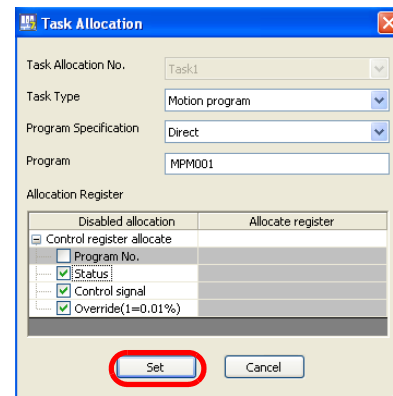 Task Allocation
Task Allocation No. Task1
Task Type Motion program
Program Specification Direct
Program MPM001
Allocation Register
Disabled allocation Allocate register
Control register allocate
Program No.
Status
Control signal
Override(1=0.01%)
Set Cancel